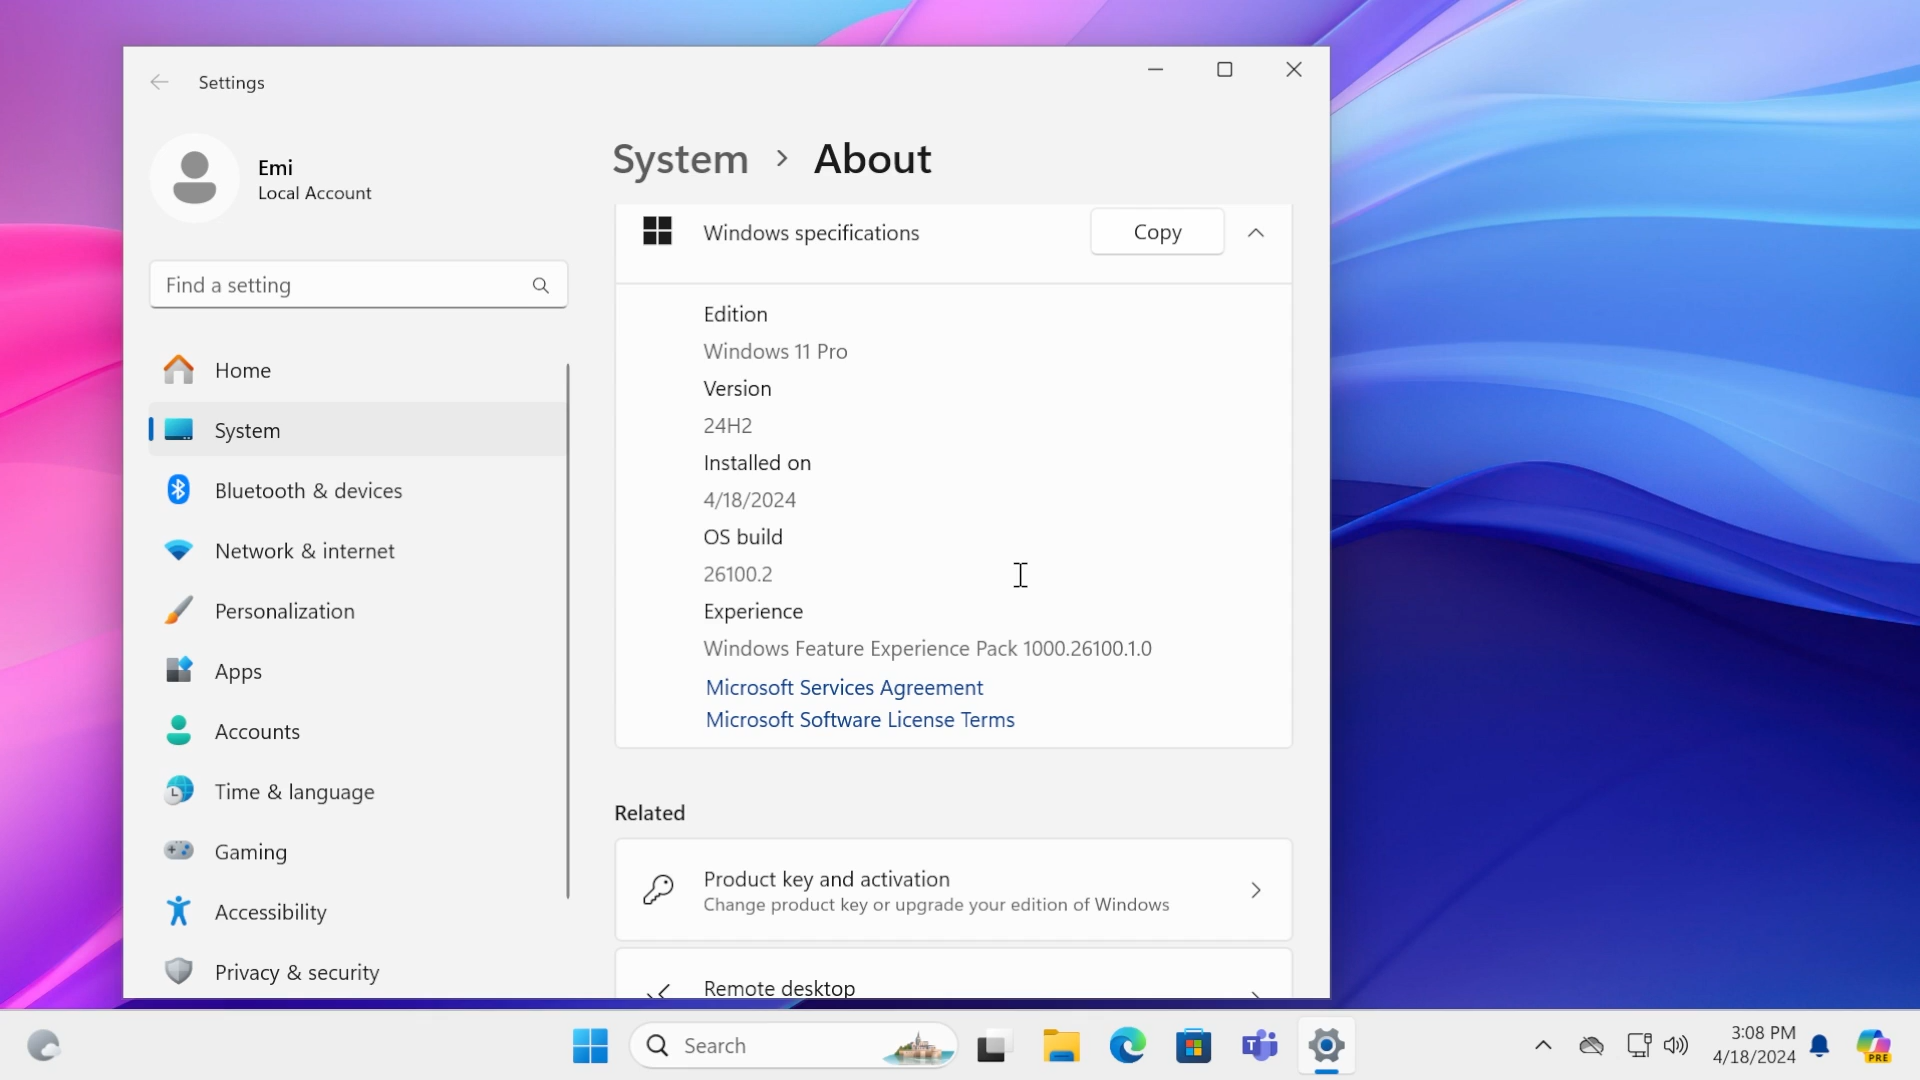 Settings
Emi
Local Account
Find a setting
Home
System
Bluetooth & devices
Network & internet
Personalization
Apps
Accounts
Time & language
Gaming
Accessibility
Privacy & security
System > About
Windows specifications
Copy
Edition
Windows 11 Pro
Version
24H2
Installed on
4/18/2024
OS build
26100.2
Experience
Windows Feature Experience Pack 1000.26100.1.0
Microsoft Services Agreement
Microsoft Software License Terms
Related
Product key and activation
Change product key or upgrade your edition of Windows
Remote desktop
Search
T
3:08 PM
4/18/2024
PRE